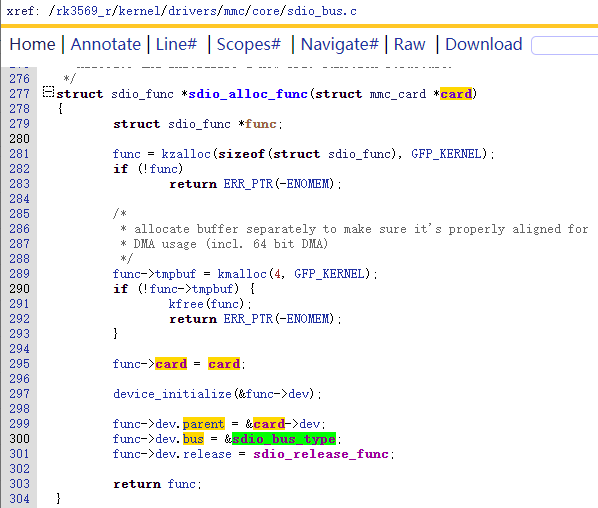 xref: /rk3569_r/kernel/drivers/mmc/core/sdio_bus.c
Home | Annotate | Line# | Scopes# | Navigate# | Raw | Download
276  */
277 struct sdio_func *sdio_alloc_func(struct mmc_card *card)
278 {
279         struct sdio_func *func;
280
281         func = kzalloc(sizeof(struct sdio_func), GFP_KERNEL);
282         if (!func)
283                 return ERR_PTR(-ENOMEM);
284
285         /*
286          * allocate buffer separately to make sure it's properly aligned for
287          * DMA usage (incl. 64 bit DMA)
288          */
289         func->tmpbuf = kmalloc(4, GFP_KERNEL);
290         if (!func->tmpbuf) {
291                 kfree(func);
292                 return ERR_PTR(-ENOMEM);
293         }
294
295         func->card = card;
296
297         device_initialize(&func->dev);
298
299         func->dev.parent = &card->dev;
300         func->dev.bus = &sdio_bus_type;
301         func->dev.release = sdio_release_func;
302
303         return func;
304 }